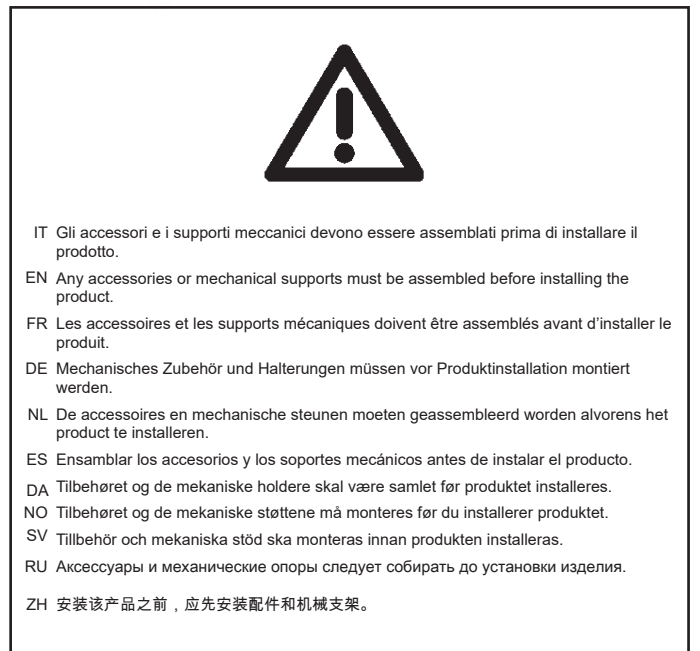 IT Gli accessori e i supporti meccanici devono essere assemblati prima di installare il
prodotto.
EN Any accessories or mechanical supports must be assembled before installing the
product.
FR Les accessoires et les supports mécaniques doivent être assemblés avant d’installer le
produit.
DE Mechanisches Zubehör und Halterungen müssen vor Produktinstallation montiert
werden.
NL De accessoires en mechanische steunen moeten geassembleerd worden alvorens het
product te installeren.
ES Ensamblar los accesorios y los soportes mecánicos antes de instalar el producto.
DA Tilbehøret og de mekaniske holdere skal være samlet før produktet installeres.
NO Tilbehøret og de mekaniske støttene må monteres før du installerer produktet.
SV Tillbehör och mekaniska stöd ska monteras innan produkten installeras.
RU Аксессуары и механические опоры следует собирать до установки изделия.
ZH 安装该产品之前，应先安装配件和机械支架。